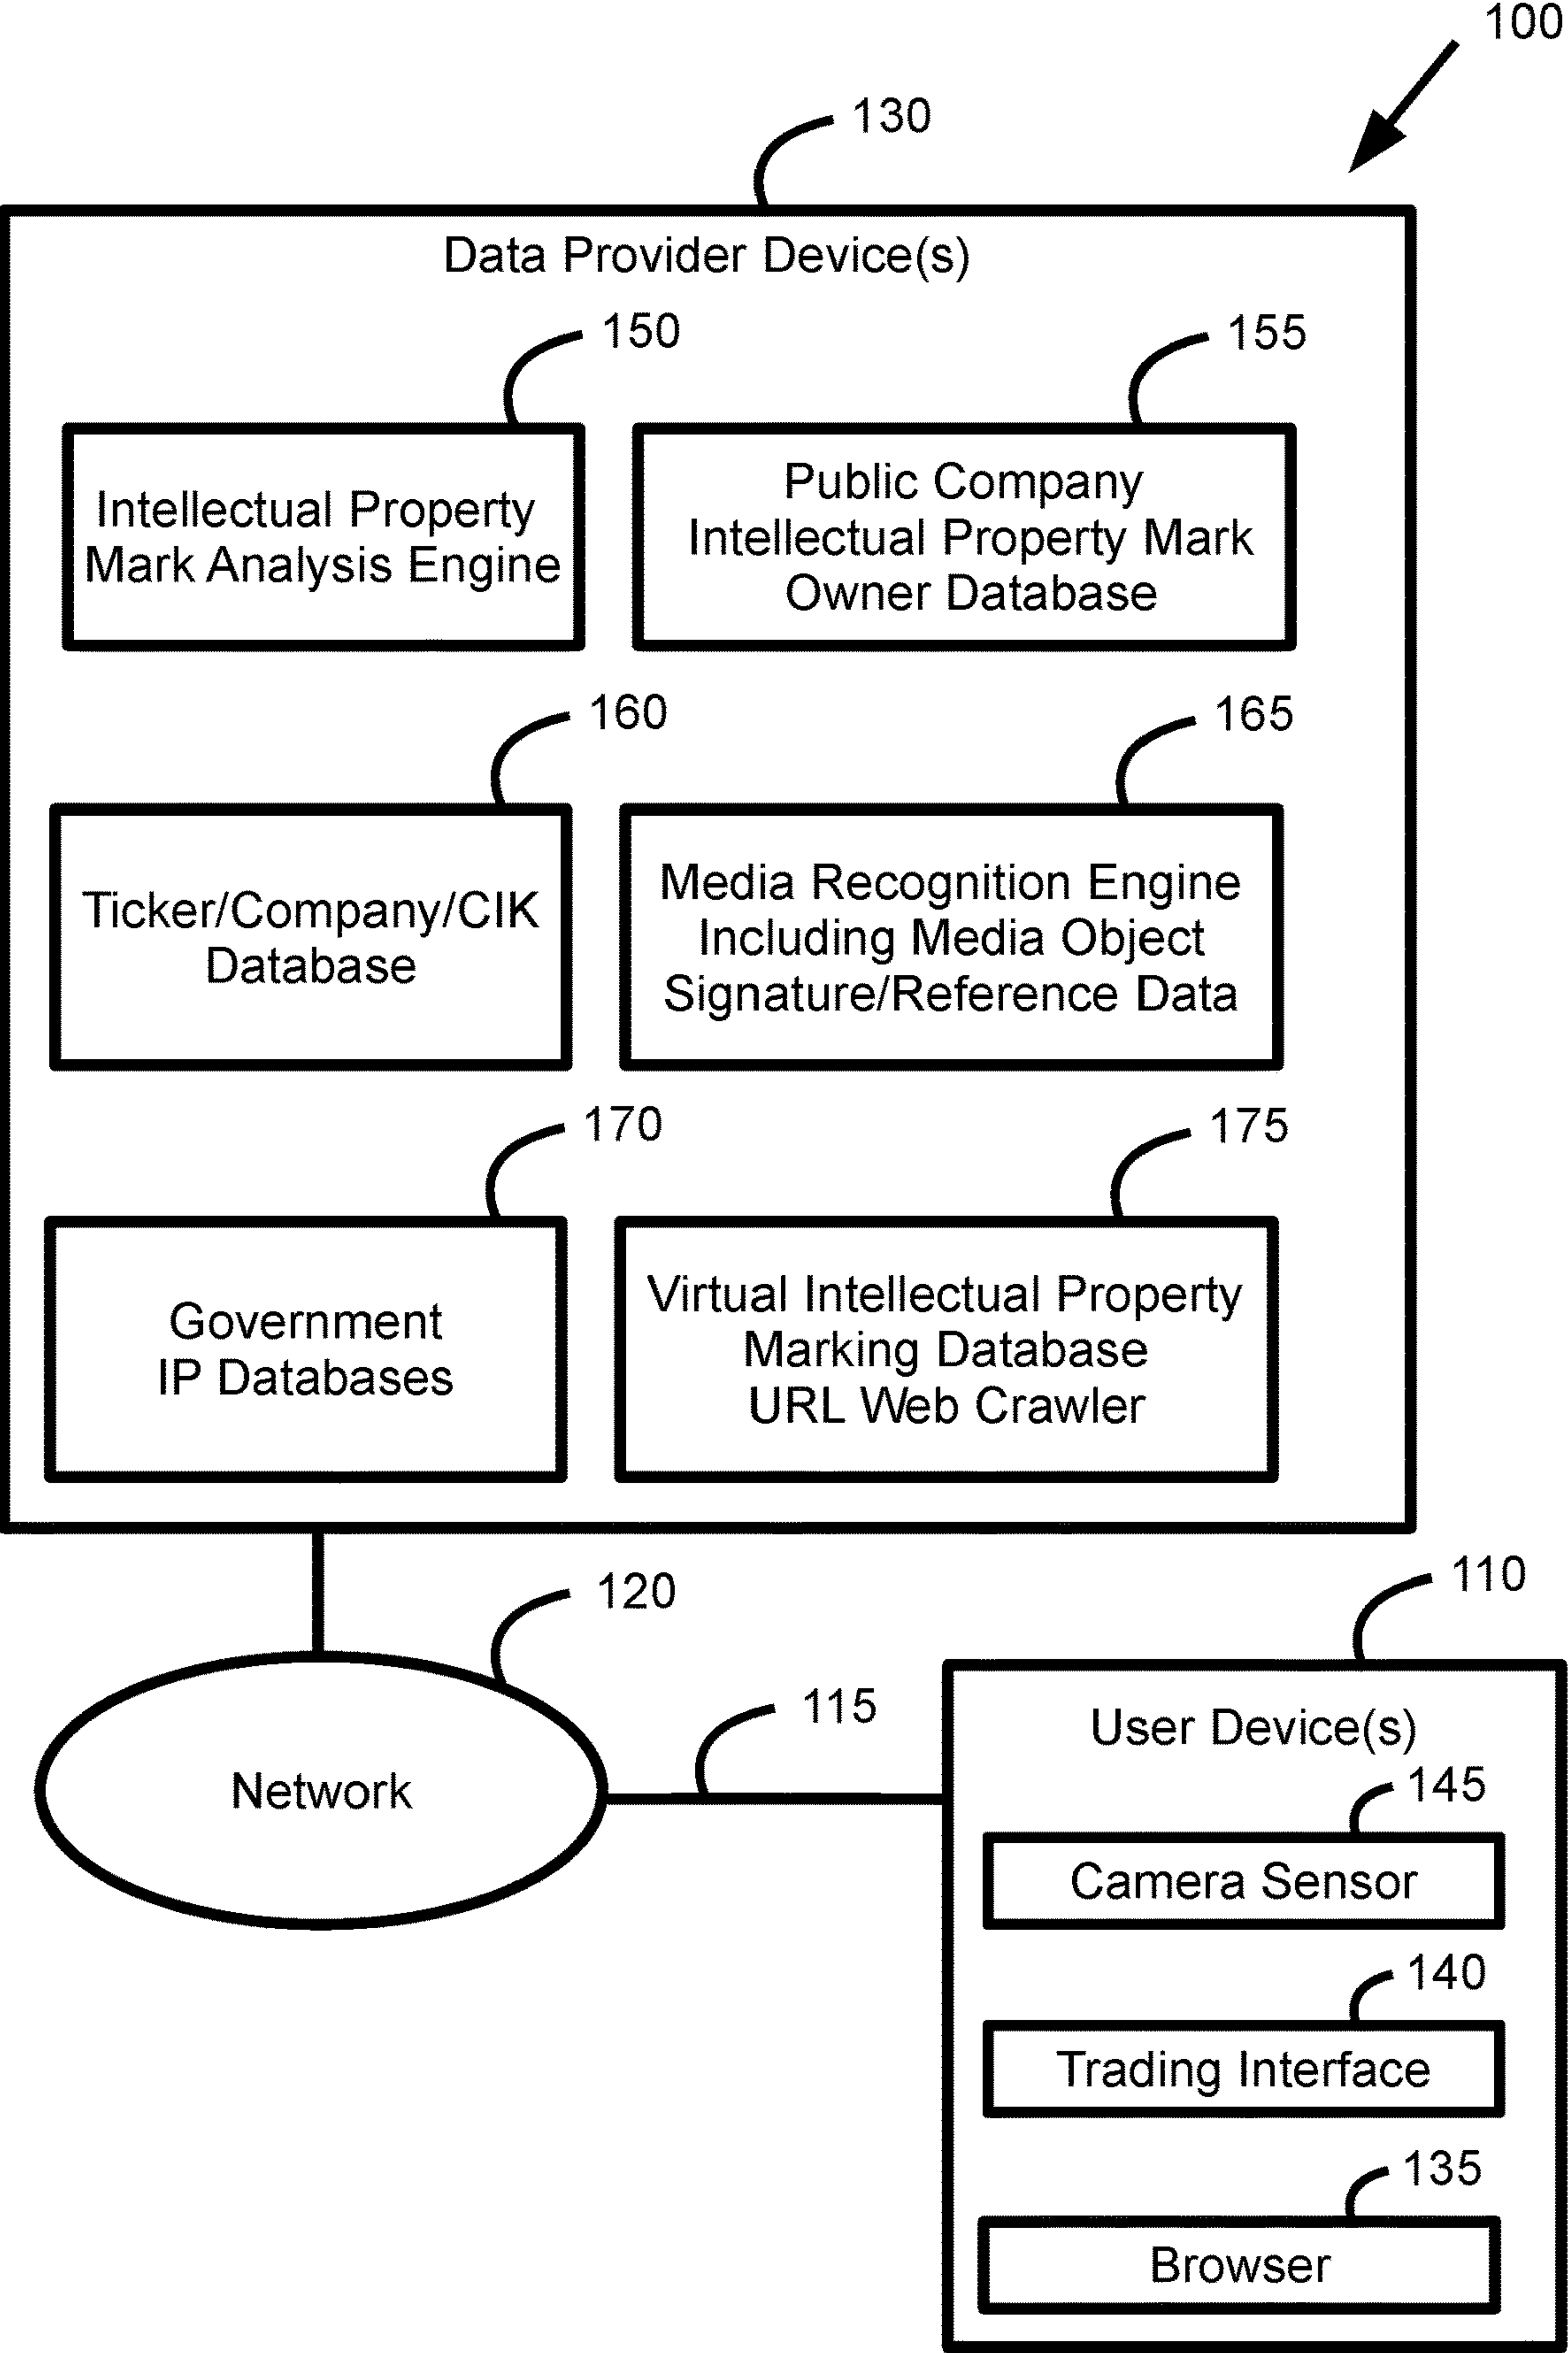 100
130
Data Provider Device(s)
150
155
Intellectual Property
Mark Analysis Engine
Public Company
Intellectual Property Mark
Owner Database
160
165
Ticker/Company/CIK
Database
Media Recognition Engine
Including Media Object
Signature/Reference Data
170
175
Government
IP Databases
Virtual Intellectual Property
Marking Database
URL Web Crawler
120
110
115
Network
User Device(s)
145
Camera Sensor
140
Trading Interface
135
Browser